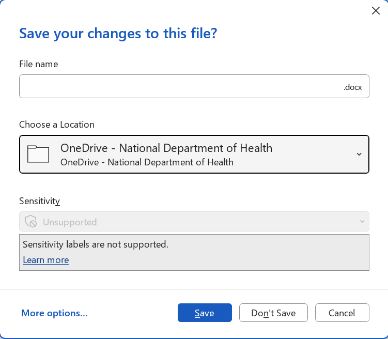 Save your changes to this file?
File name
.docx
Choose a Location
OneDrive - National Department of Health
OneDrive - National Department of Health
Sensitivity
Unsupported
Sensitivity labels are not supported.
Learn more
More options...
Save
Don't Save
Cancel